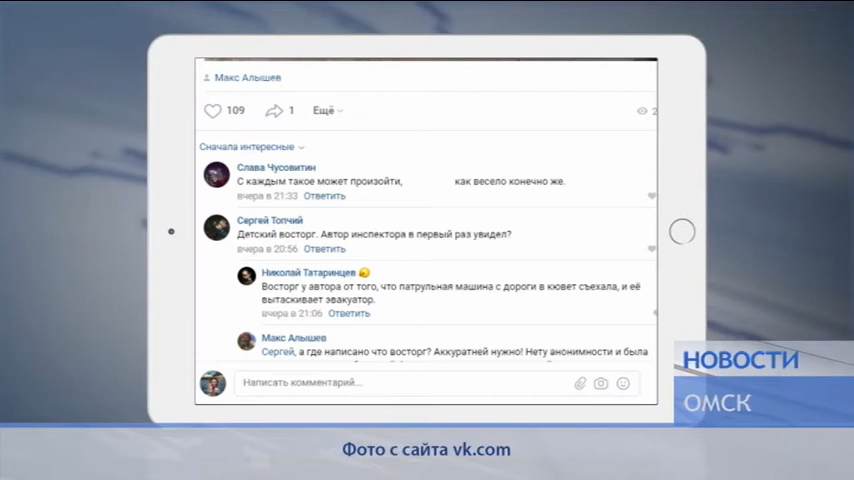 Макс Алышев
109 1 Ещё 2
Сначала интересные
Слава Чусовитин
С каждым такое может произойти, как весело конечно же.
вчера в 21:33 Ответить
Сергей Топчий
Детский восторг. Автор инспектора в первый раз увидел?
вчера в 20:56 Ответить
Николай Татаринцев
Восторг у автора от того, что патрульная машина с дороги в кювет съехала, и её
вытаскивает эвакуатор.
вчера в 21:06 Ответить
Макс Алышев
Сергей, а где написано что восторг? Аккуратней нужно! Нету анонимности и была
Написать комментарий...
НОВОСТИ
ОМСК
Фото с сайта vk.com